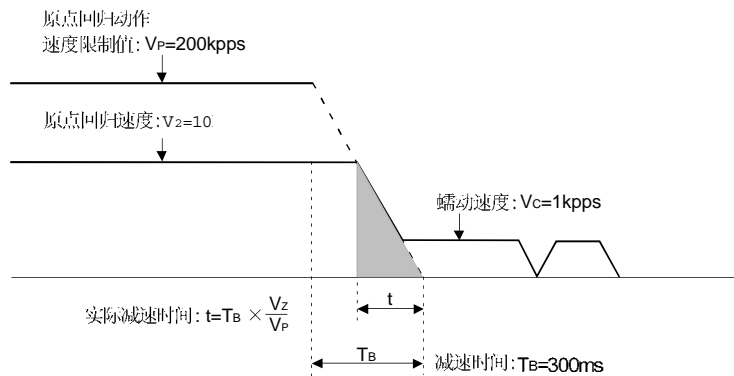 原点回归动作
速度限制值: VP=200kpps
原点回归速度: V2=10
蠕动速度: VC=1kpps
实际减速时间: t=TB × VZ/VP
t
TB
减速时间: TB=300ms